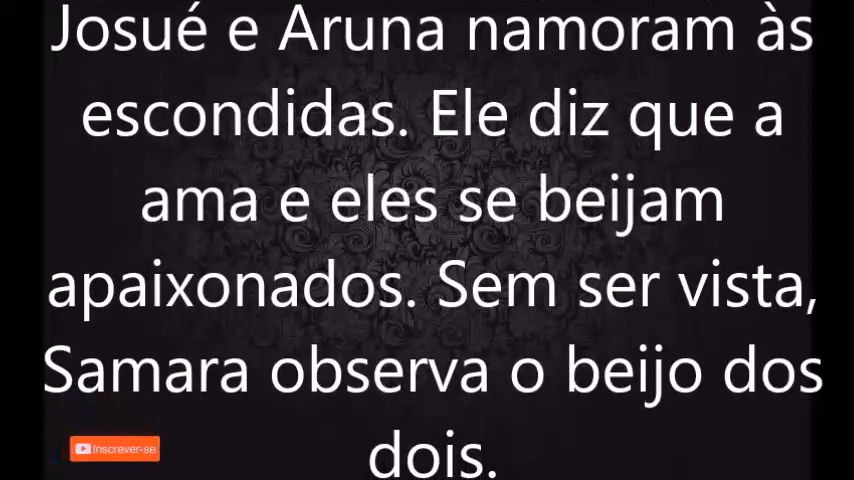 Josué e Aruna namoram às
escondidas. Ele diz que a
ama e eles se beijam
apaixonados. Sem ser vista,
Samara observa o beijo dos
dois.
Inscrever-se